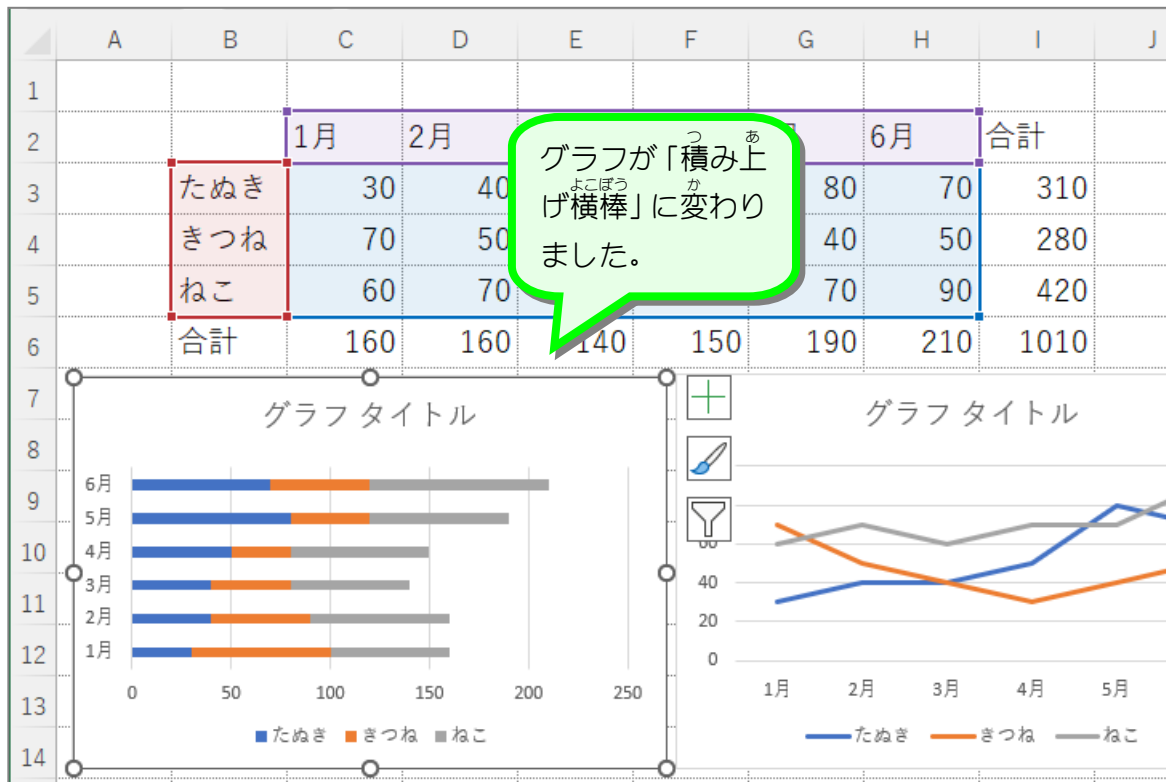 A B C D E F G H I J
1
2 1月 2月 6月 合計
3 たぬき 30 40 80 70 310
4 きつね 70 50 40 50 280
5 ねこ 60 70 70 90 420
6 合計 160 160 140 150 190 210 1010
つ あ
グラフが「積み上
よこぼう か
げ横棒」に変わり
ました。
7
8
9
10
11
12
13
14
グラフ タイトル
6月
5月
4月
3月
2月
1月
0 50 100 150 200 250
たぬき きつね ねこ
グラフ タイトル
40
20
0
1月 2月 3月 4月 5月
たぬき きつね ねこ